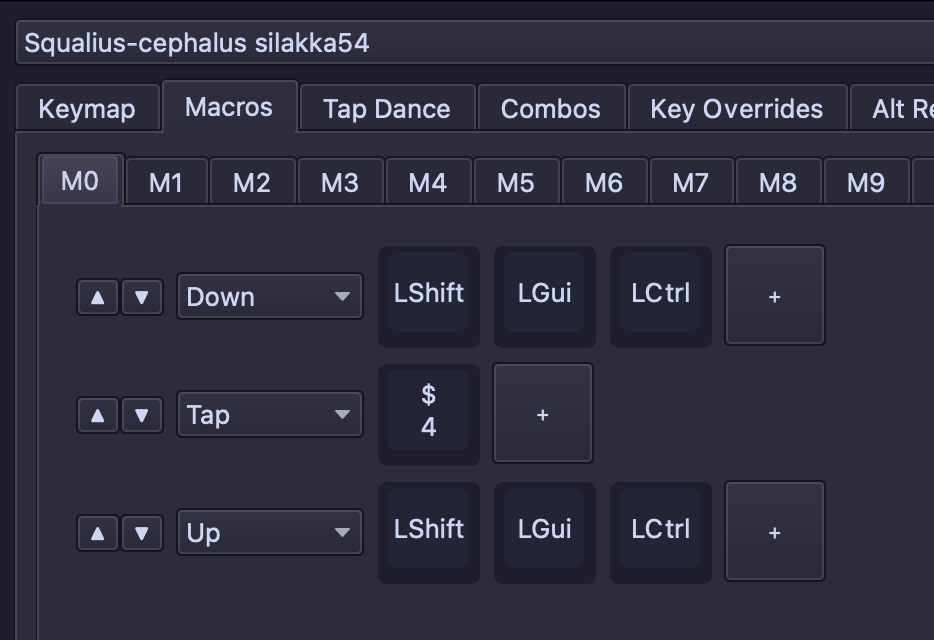 Squalius-cephalus silakka54
Keymap Macros Tap Dance Combos Key Overrides Alt
M0 M1 M2 M3 M4 M5 M6 M7 M8 M9
Down LShift LGui LCtrl +
Tap $ 4 +
Up LShift LGui LCtrl +